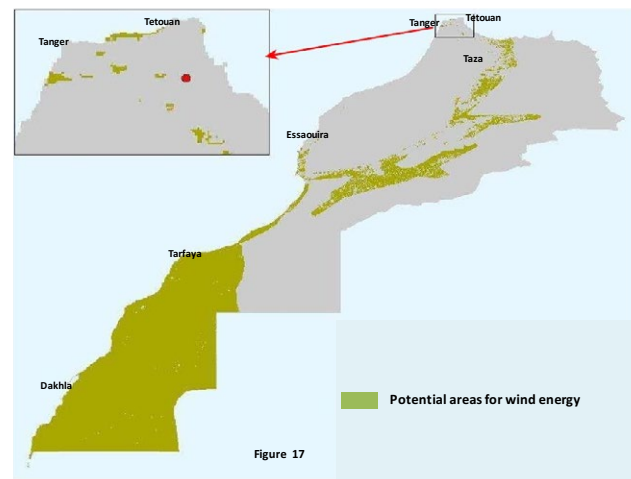 Tetouan
Tanger
Tanger
Tetouan
Taza
Essaouira
Tarfaya
Dakhla
Potential areas for wind energy
Figure 17